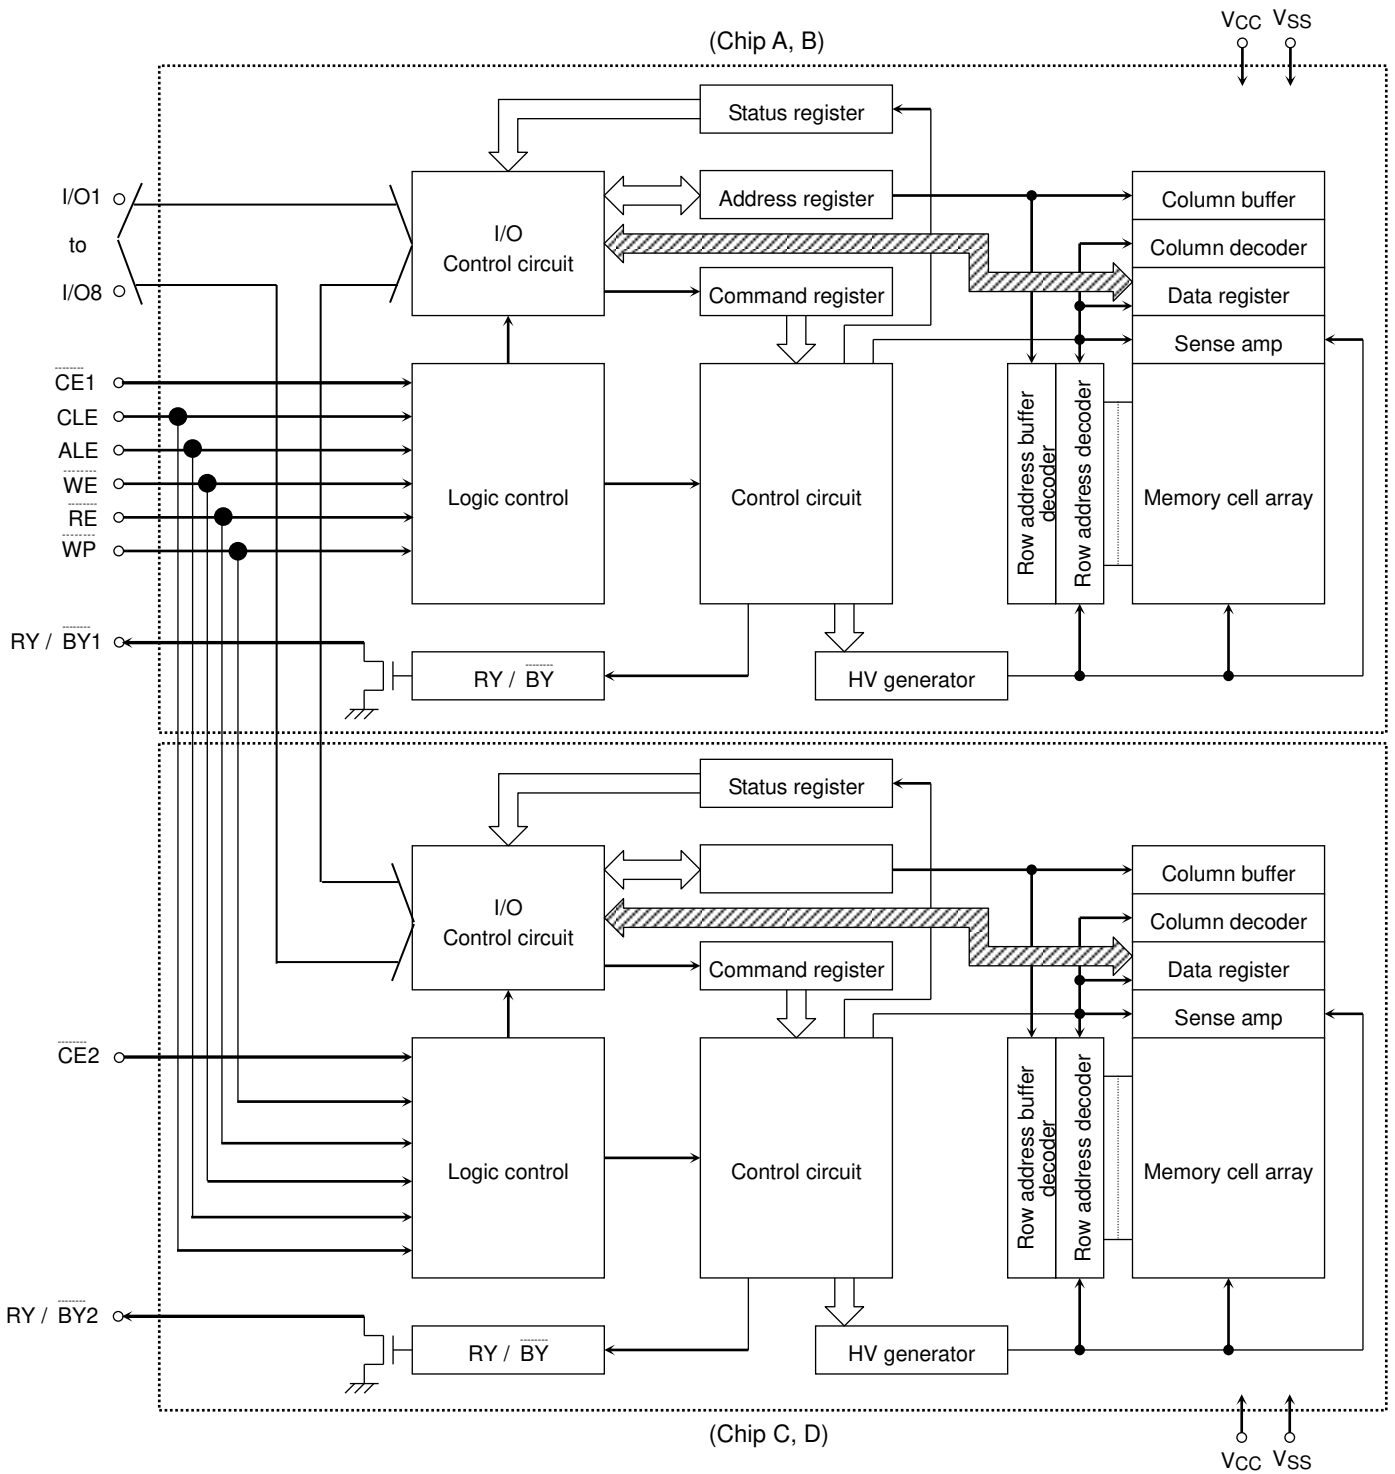 (Chip A, B)
VCC VSS
Status register
I/O1
to
I/O8
I/O
Control circuit
Address register
Command register
Column buffer
Column decoder
Data register
Sense amp
CE1
CLE
ALE
WE
RE
WP
Logic control
Control circuit
Row address buffer
decoder
Row address decoder
Memory cell array
RY / BY1
RY / BY
HV generator
Status register
I/O
Control circuit
Command register
Column buffer
Column decoder
Data register
Sense amp
CE2
Logic control
Control circuit
Row address buffer
decoder
Row address decoder
Memory cell array
RY / BY2
RY / BY
HV generator
(Chip C, D)
VCC VSS